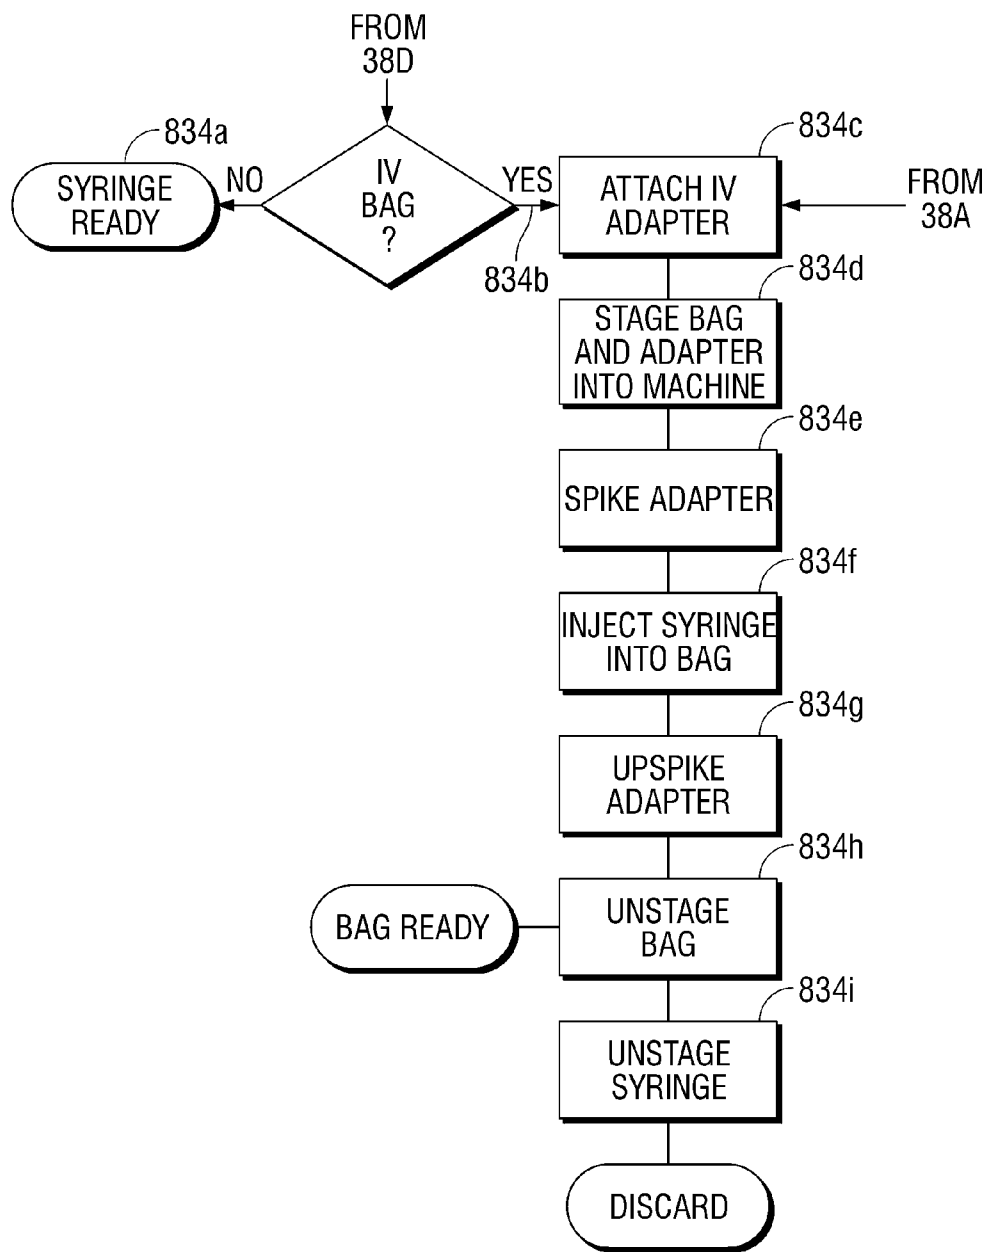 FROM
38D
834a
SYRINGE
READY
NO
IV
BAG
?
YES
834b
834c
ATTACH IV
ADAPTER
FROM
38A
834d
STAGE BAG
AND ADAPTER
INTO MACHINE
834e
SPIKE ADAPTER
834f
INJECT SYRINGE
INTO BAG
834g
UPSPIKE
ADAPTER
834h
UNSTAGE
BAG
BAG READY
834i
UNSTAGE
SYRINGE
DISCARD